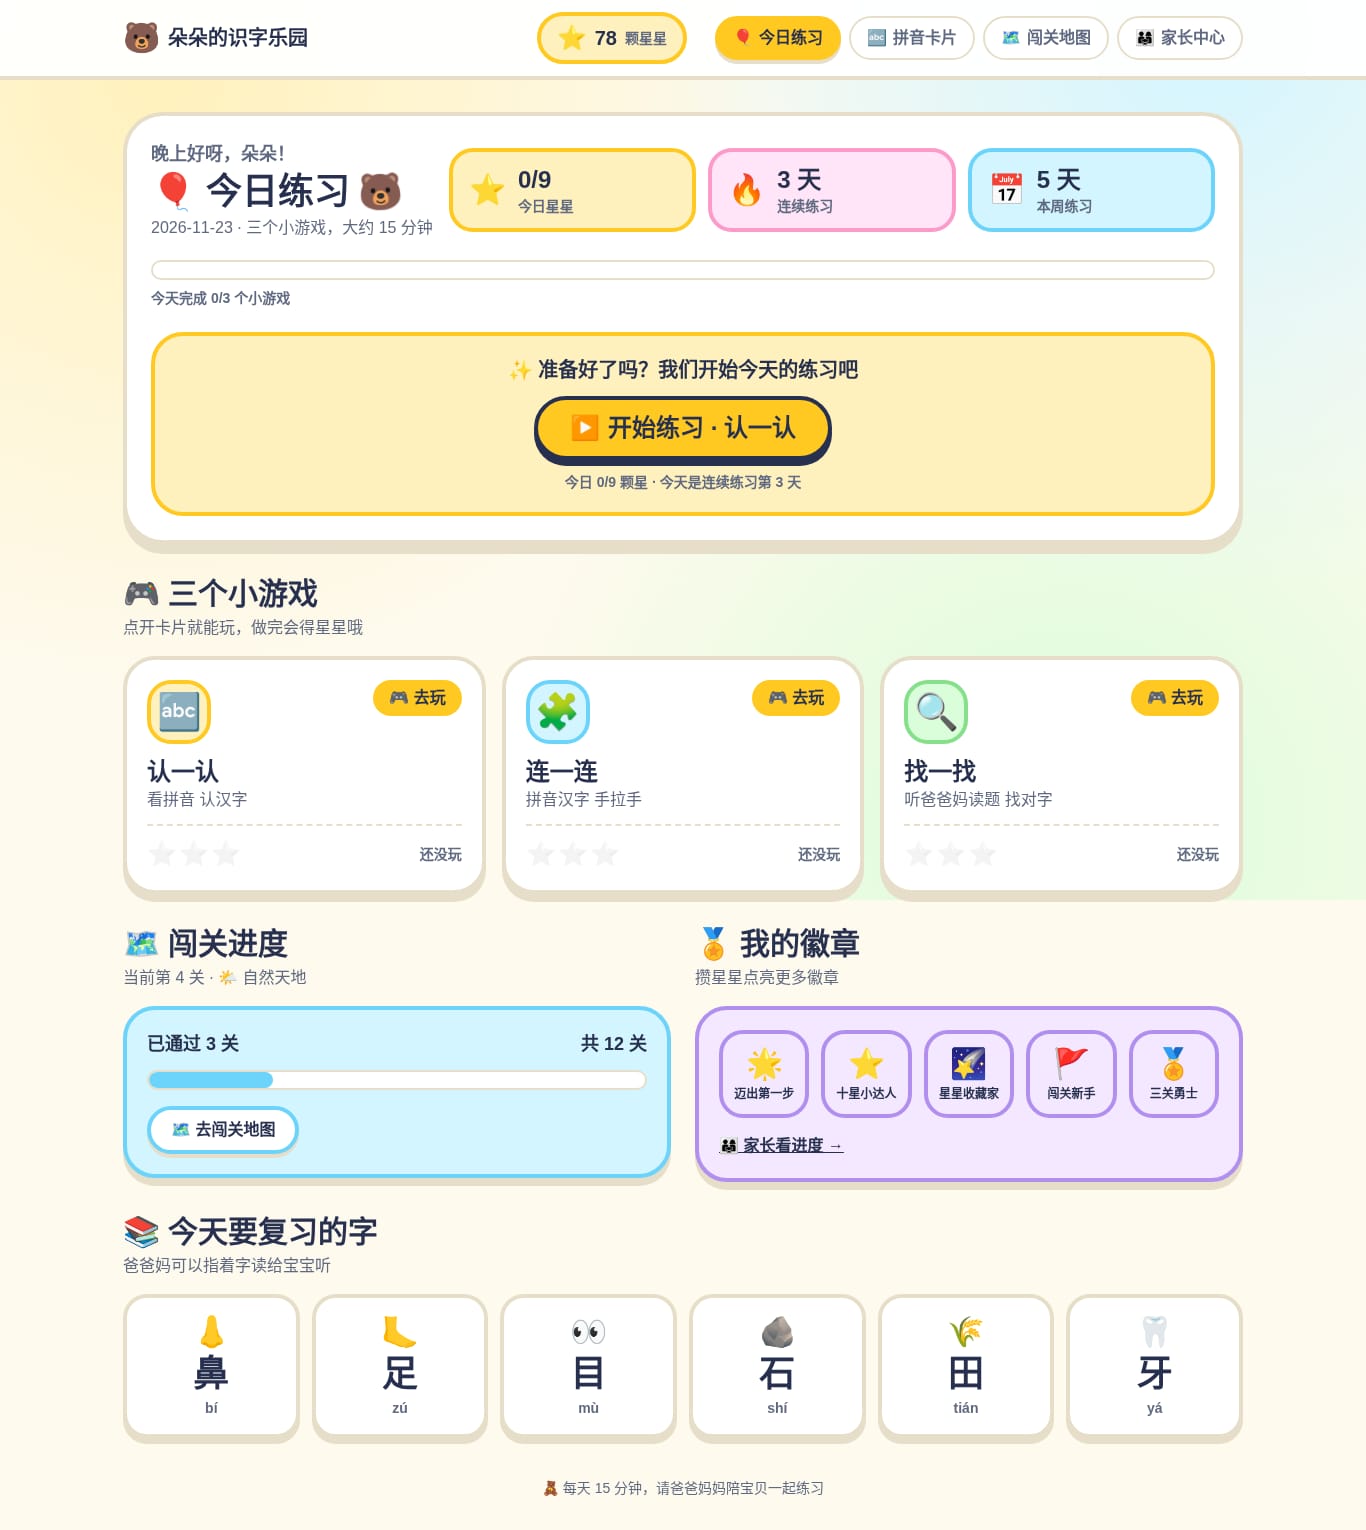 🐻 朵朵的识字乐园
⭐ 78 颗星星
🎈 今日练习
🔤 拼音卡片
🗺️ 闯关地图
👨‍👩‍👧 家长中心
晚上好呀，朵朵！
🎈 今日练习 🐻
2026-11-23 · 三个小游戏，大约 15 分钟
⭐ 0/9
今日星星
🔥 3 天
连续练习
📅 5 天
本周练习
今天完成 0/3 个小游戏
✨ 准备好了吗？我们开始今天的练习吧
▶️ 开始练习 · 认一认
今日 0/9 颗星 · 今天是连续练习第 3 天
🎮 三个小游戏
点开卡片就能玩，做完会得星星哦
🔤 🎮 去玩
认一认
看拼音 认汉字
还没玩
🧩 🎮 去玩
连一连
拼音汉字 手拉手
还没玩
🔍 🎮 去玩
找一找
听爸爸妈读题 找对字
还没玩
🗺️ 闯关进度
当前第 4 关 · 🌤️ 自然天地
已通过 3 关
共 12 关
🗺️ 去闯关地图
🏅 我的徽章
攒星星点亮更多徽章
迈出第一步
十星小达人
星星收藏家
闯关新手
三关勇士
👨‍👩‍👧 家长看进度 →
📚 今天要复习的字
爸爸妈可以指着字读给宝宝听
鼻
bí
足
zú
目
mù
石
shí
田
tián
牙
yá
🧸 每天 15 分钟，请爸爸妈妈陪宝贝一起练习